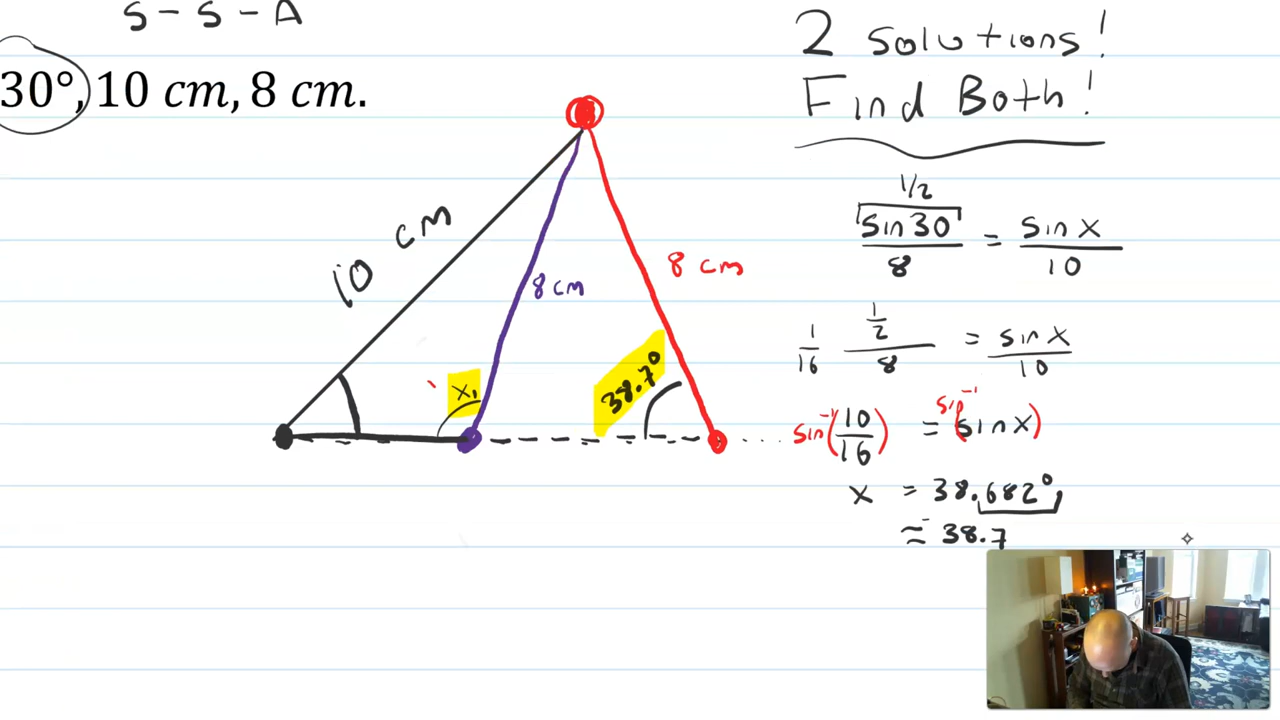 S - S - A
30°, 10 cm, 8 cm.
2 Solutions!
Find Both!
10 cm
8 cm
8 cm
x₁
38.7°
1/2
sin30/8 = sin x/10
1/16 1/2/8 = sin x/10
sin⁻¹(10/16) = sin⁻¹(sin x)
x = 38.682°
≈ 38.7